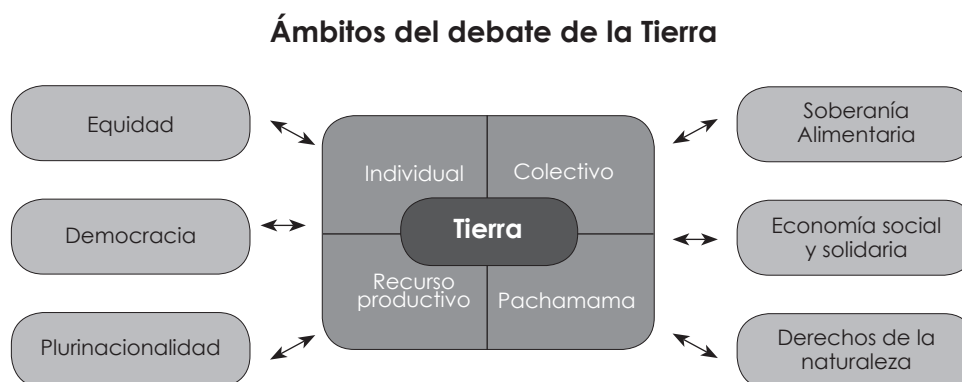 Ámbitos del debate de la Tierra
Equidad
Democracia
Plurinacionalidad
Individual
Colectivo
Tierra
Recurso
productivo
Pachamama
Soberanía
Alimentaria
Economía social
y solidaria
Derechos de la
naturaleza